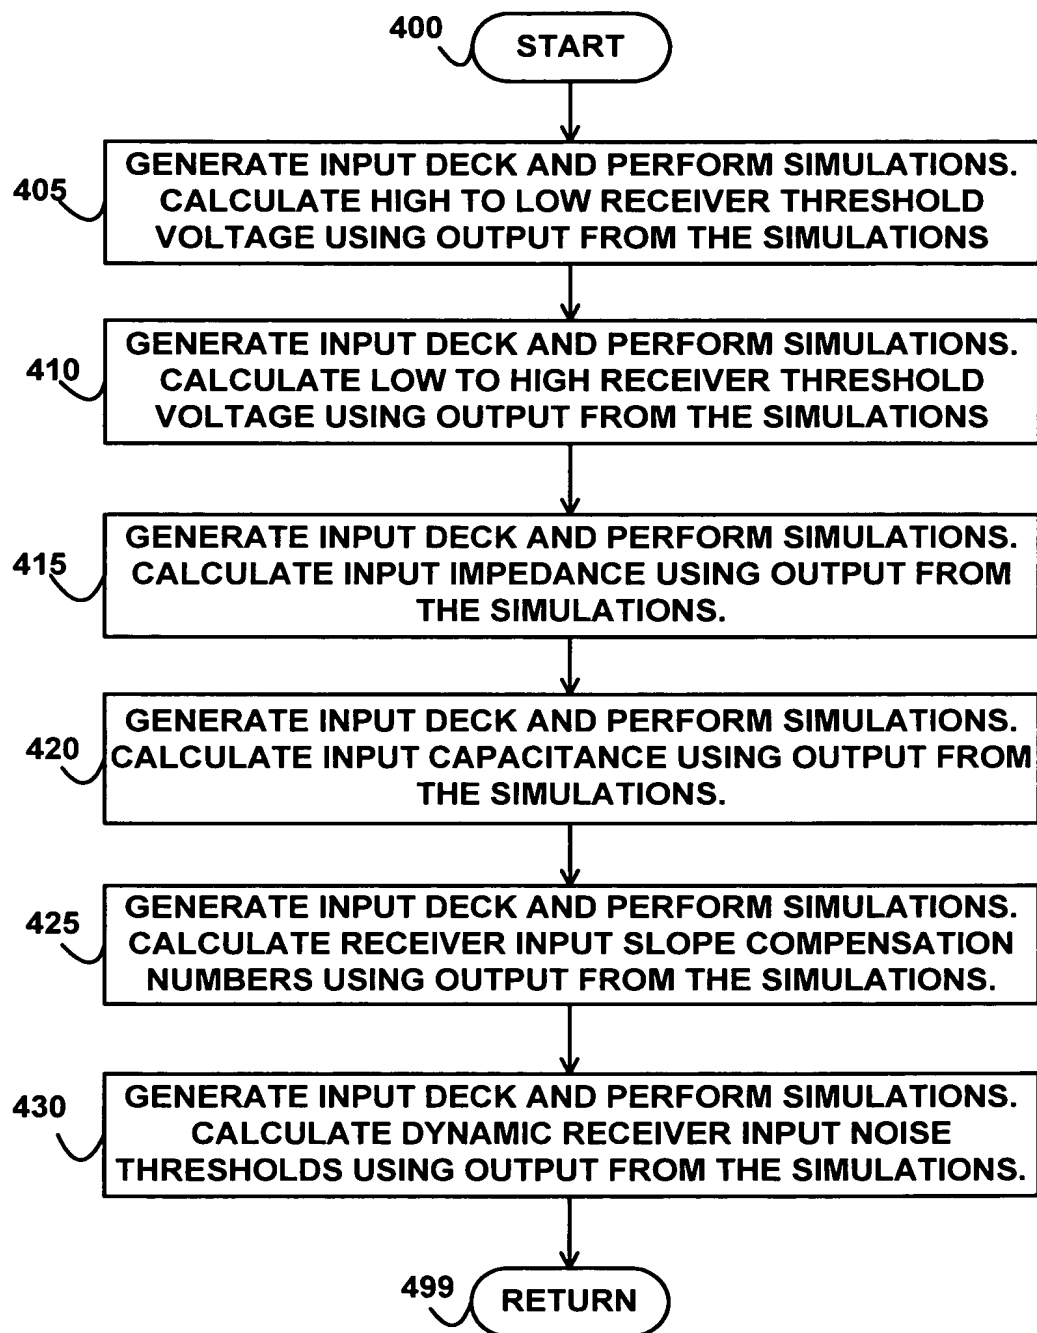 400
START
405
GENERATE INPUT DECK AND PERFORM SIMULATIONS.
CALCULATE HIGH TO LOW RECEIVER THRESHOLD
VOLTAGE USING OUTPUT FROM THE SIMULATIONS
410
GENERATE INPUT DECK AND PERFORM SIMULATIONS.
CALCULATE LOW TO HIGH RECEIVER THRESHOLD
VOLTAGE USING OUTPUT FROM THE SIMULATIONS
415
GENERATE INPUT DECK AND PERFORM SIMULATIONS.
CALCULATE INPUT IMPEDANCE USING OUTPUT FROM
THE SIMULATIONS.
420
GENERATE INPUT DECK AND PERFORM SIMULATIONS.
CALCULATE INPUT CAPACITANCE USING OUTPUT FROM
THE SIMULATIONS.
425
GENERATE INPUT DECK AND PERFORM SIMULATIONS.
CALCULATE RECEIVER INPUT SLOPE COMPENSATION
NUMBERS USING OUTPUT FROM THE SIMULATIONS.
430
GENERATE INPUT DECK AND PERFORM SIMULATIONS.
CALCULATE DYNAMIC RECEIVER INPUT NOISE
THRESHOLDS USING OUTPUT FROM THE SIMULATIONS.
499
RETURN